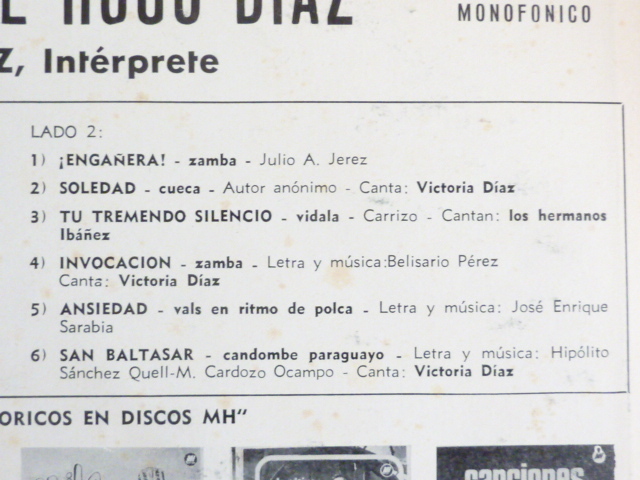 HUGO DIAZ
MONOFONICO
Z, Intérprete
LADO 2:
1) ¡ENGAÑERA! - zamba - Julio A. Jerez
2) SOLEDAD - cueca - Autor anónimo - Canta: Victoria Díaz
3) TU TREMENDO SILENCIO - vidala - Carrizo - Cantan: los hermanos
Ibáñez
4) INVOCACION - zamba - Letra y música:Belisario Pérez
Canta: Victoria Díaz
5) ANSIEDAD - vals en ritmo de polca - Letra y música: José Enrique
Sarabia
6) SAN BALTASAR - candombe paraguayo - Letra y música: Hipólito
Sánchez Quell-M. Cardozo Ocampo - Canta: Victoria Díaz
ORICOS EN DISCOS MH"
canciones